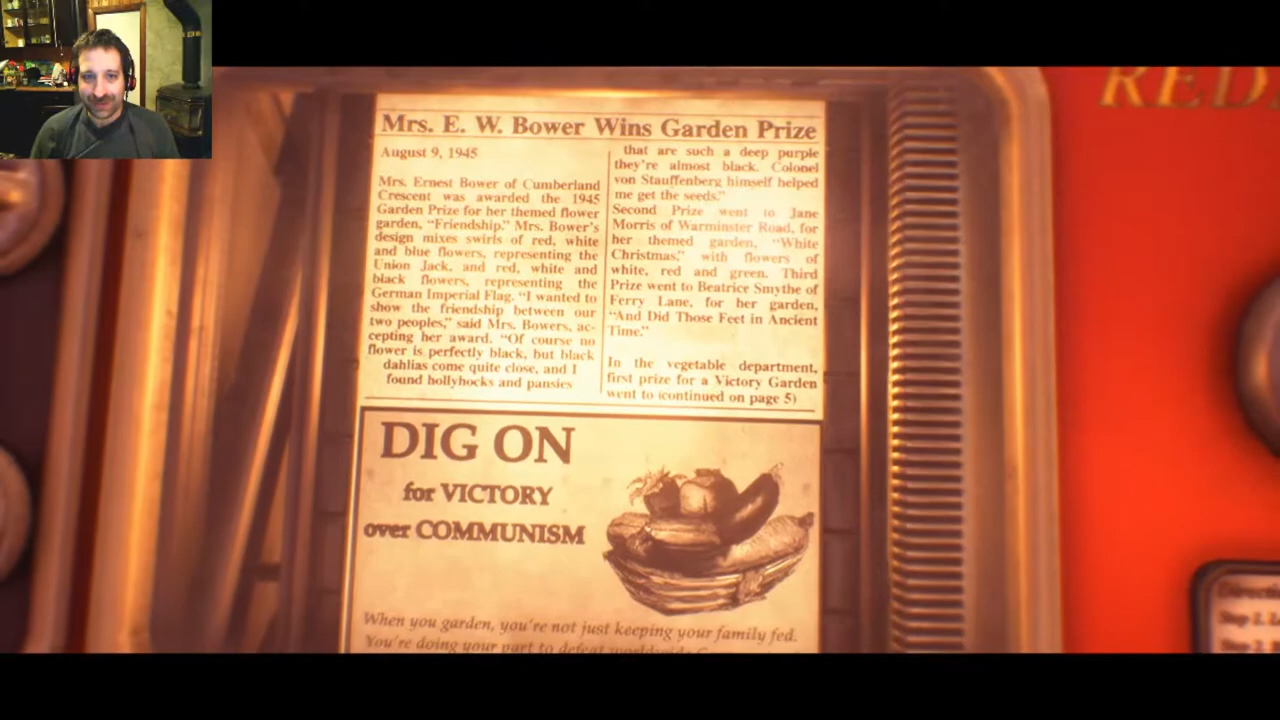 RED
Mrs. E. W. Bower Wins Garden Prize
August 9, 1945
Mrs. Ernest Bower of Cumberland
Crescent was awarded the 1945
Garden Prize for her themed flower
garden, “Friendship.” Mrs. Bower’s
design mixes swirls of red, white
and blue flowers, representing the
Union Jack, and red, white and
black flowers, representing the
German Imperial Flag. “I wanted to
show the friendship between our
two peoples,” said Mrs. Bowers, ac-
cepting her award. “Of course no
flower is perfectly black, but black
dahlias come quite close, and I
found hollyhocks and pansies
that are such a deep purple
they’re almost black. Colonel
von Stauffenberg himself helped
me get the seeds.”
Second Prize went to Jane
Morris of Warminster Road, for
her themed garden, “White
Christmas,” with flowers of
white, red and green. Third
Prize went to Beatrice Smythe of
Ferry Lane, for her garden,
“And Did Those Feet in Ancient
Time.”
In the vegetable department,
first prize for a Victory Garden
went to (continued on page 5)
DIG ON
for VICTORY
over COMMUNISM
When you garden, you’re not just keeping your family fed.
You’re doing your part to defeat worldwide
Step 1.
Step 2.